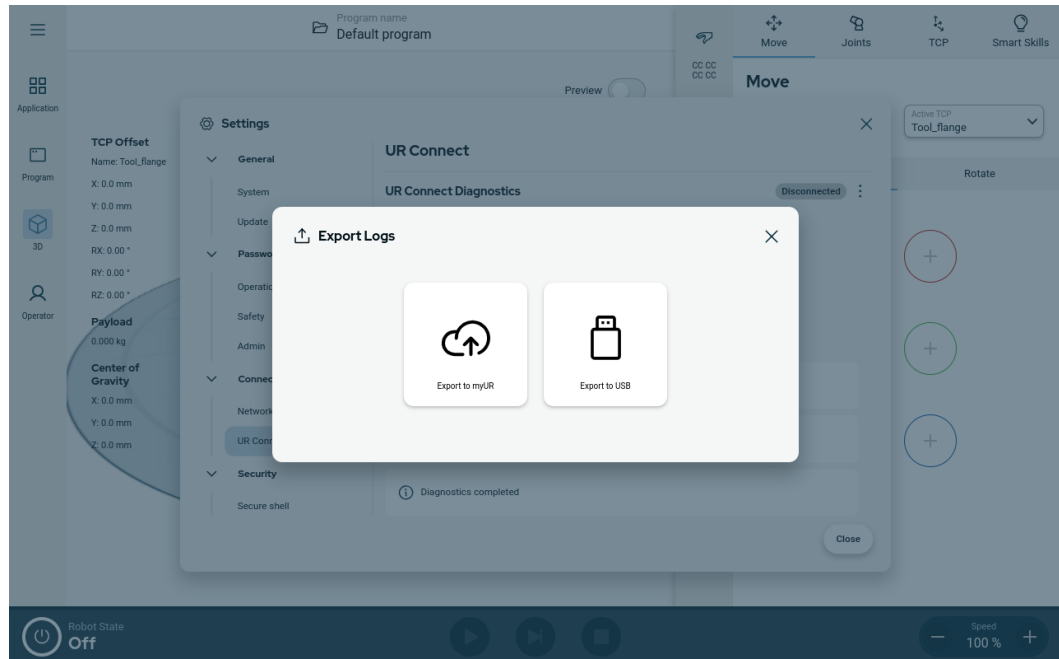 Program name
Default program
Move
Joints
TCP
Smart Skills
CC CC
CC CC
Application
Preview
Move
Settings
Active TCP
Tool_flange
TCP Offset
Name: Tool_flange
Program
General
UR Connect
Rotate
X: 0.0 mm
System
UR Connect Diagnostics
Disconnected
Y: 0.0 mm
Update
Z: 0.0 mm
Export Logs
3D
RX: 0.00 °
Passwo
RY: 0.00 °
Operatic
RZ: 0.00 °
Operator
Safety
Payload
0.000 kg
Admin
Center of
Gravity
Connec
Export to myUR
Export to USB
X: 0.0 mm
Network
Y: 0.0 mm
UR Conn
Z: 0.0 mm
Security
Diagnostics completed
Secure shell
Close
Robot State
Off
Speed
100 %